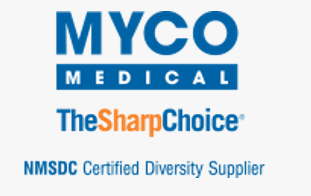 MYCO
MEDICAL
TheSharpChoice®
NMSDC Certified Diversity Supplier